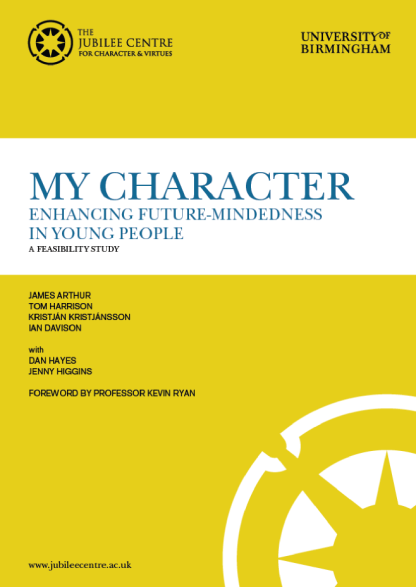 THE
JUBILEE CENTRE
FOR CHARACTER & VIRTUES
UNIVERSITY OF
BIRMINGHAM
MY CHARACTER
ENHANCING FUTURE-MINDEDNESS
IN YOUNG PEOPLE
A FEASIBILITY STUDY
JAMES ARTHUR
TOM HARRISON
KRISTJÁN KRISTJÁNSSON
IAN DAVISON
with
DAN HAYES
JENNY HIGGINS
FOREWORD BY PROFESSOR KEVIN RYAN
www.jubileecentre.ac.uk